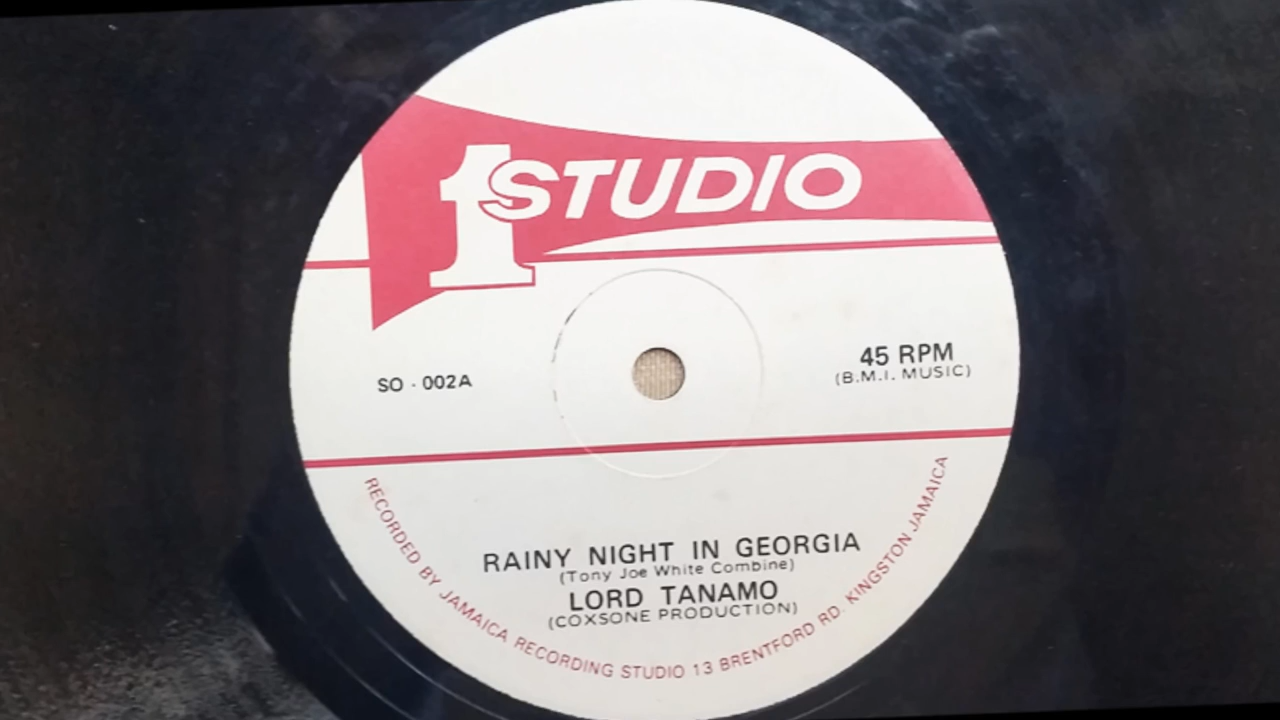 1 STUDIO
45 RPM
(B.M.I. MUSIC)
SO - 002A
RAINY NIGHT IN GEORGIA
(Tony Joe White Combine)
LORD TANAMO
(COXSONE PRODUCTION)
RECORDED BY JAMAICA RECORDING STUDIO 13 BRENTFORD RD. KINGSTON JAMAICA